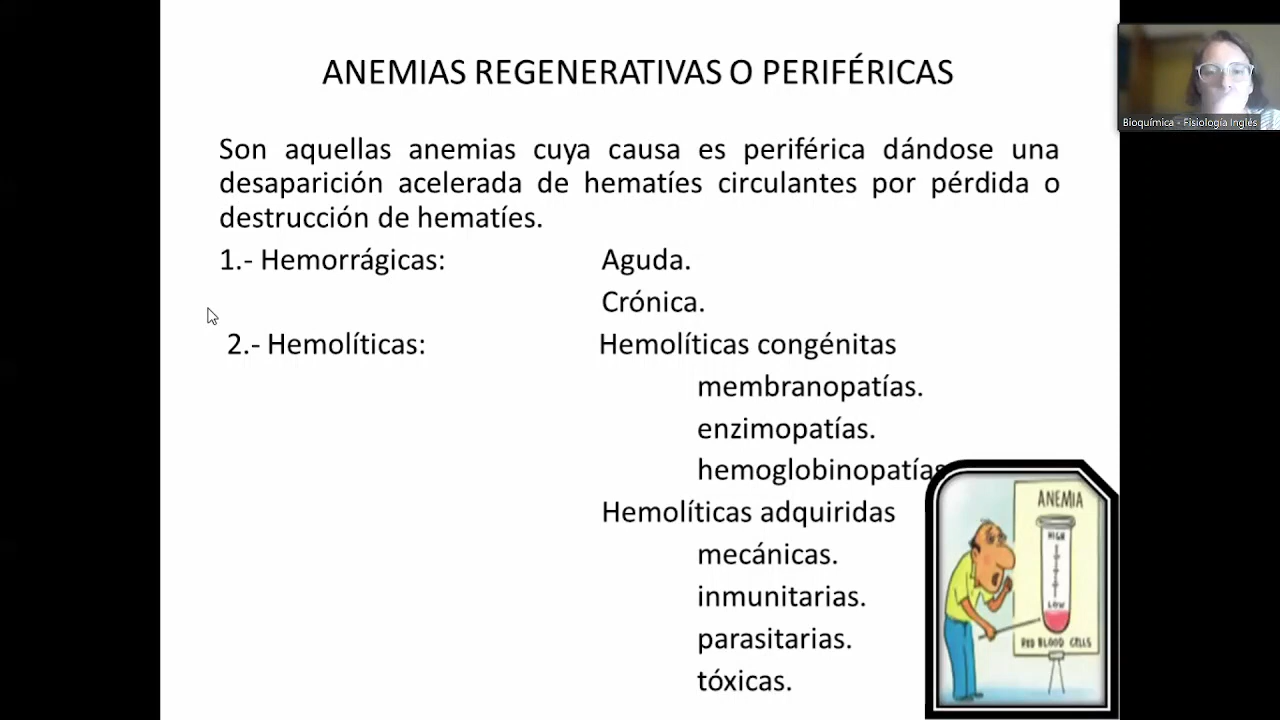 ANEMIAS REGENERATIVAS O PERIFÉRICAS
Bioquímica - Fisiología Inglés
Son aquellas anemias cuya causa es periférica dándose una
desaparición acelerada de hematíes circulantes por pérdida o
destrucción de hematíes.
1.- Hemorrágicas: Aguda.
Crónica.
2.- Hemolíticas: Hemolíticas congénitas
membranopatías.
enzimopatías.
hemoglobinopatías
Hemolíticas adquiridas
mecánicas.
inmunitarias.
parasitarias.
tóxicas.
ANEMIA
HIGH
LOW
RED BLOOD CELLS